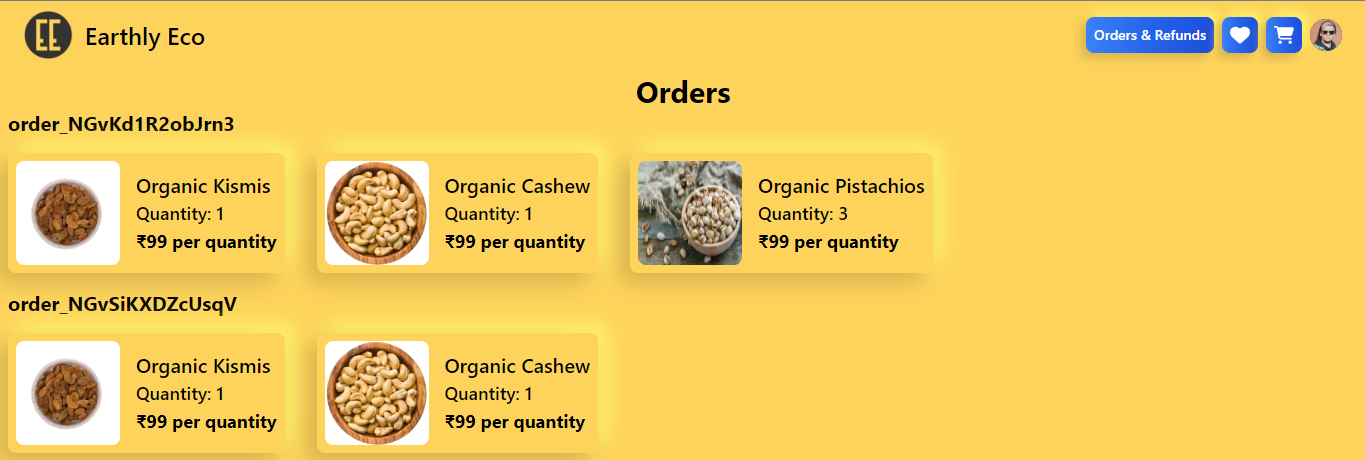 EE Earthly Eco
Orders & Refunds
Orders
order_NGvKd1R2obJrn3
Organic Kismis
Quantity: 1
₹99 per quantity
Organic Cashew
Quantity: 1
₹99 per quantity
Organic Pistachios
Quantity: 3
₹99 per quantity
order_NGvSiKXDZcUsqV
Organic Kismis
Quantity: 1
₹99 per quantity
Organic Cashew
Quantity: 1
₹99 per quantity